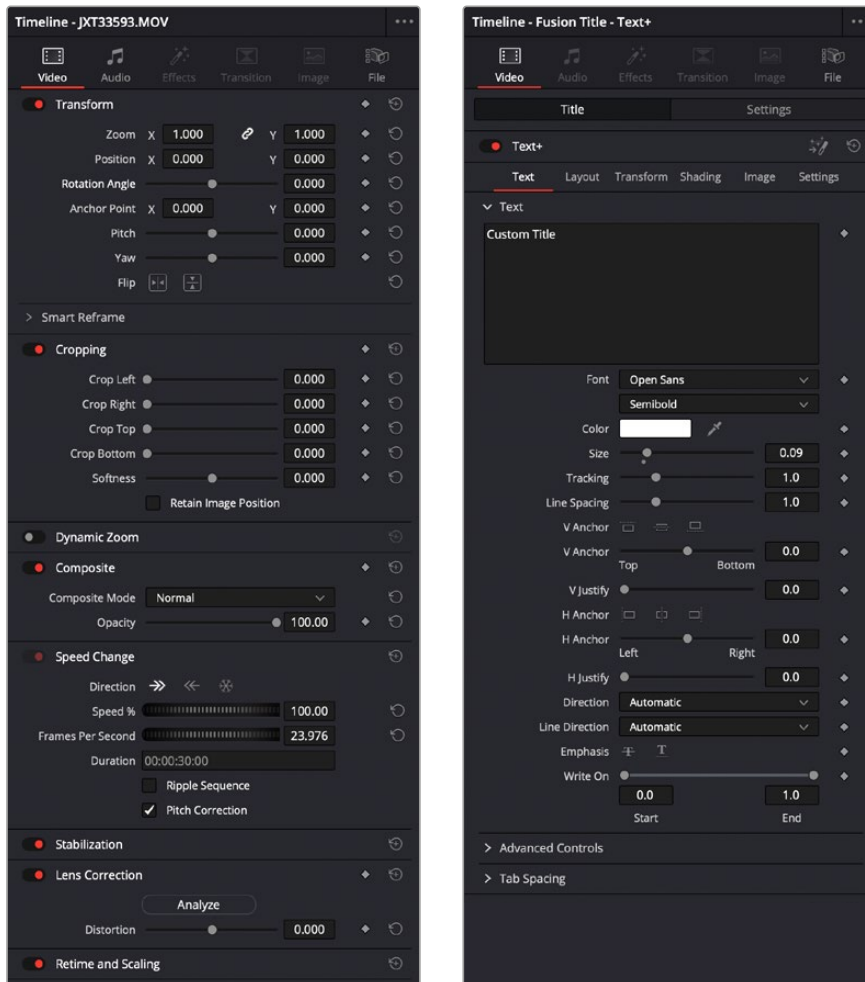 Timeline - JXT33593.MOV
Video Audio Effects Transition Image File
Transform
Zoom X 1.000 Y 1.000
Position X 0.000 Y 0.000
Rotation Angle 0.000
Anchor Point X 0.000 Y 0.000
Pitch 0.000
Yaw 0.000
Flip
Smart Reframe
Cropping
Crop Left 0.000
Crop Right 0.000
Crop Top 0.000
Crop Bottom 0.000
Softness 0.000
Retain Image Position
Dynamic Zoom
Composite
Composite Mode Normal
Opacity 100.00
Speed Change
Direction
Speed % 100.00
Frames Per Second 23.976
Duration 00:00:30:00
Ripple Sequence
Pitch Correction
Stabilization
Lens Correction
Analyze
Distortion 0.000
Retime and Scaling
Timeline - Fusion Title - Text+
Video Audio Effects Transition Image File
Title Settings
Text+
Text Layout Transform Shading Image Settings
Text
Custom Title
Font Open Sans
Semibold
Color
Size 0.09
Tracking 1.0
Line Spacing 1.0
V Anchor
V Anchor 0.0
Top Bottom
V Justify 0.0
H Anchor
H Anchor 0.0
Left Right
H Justify 0.0
Direction Automatic
Line Direction Automatic
Emphasis T T
Write On
0.0 1.0
Start End
Advanced Controls
Tab Spacing